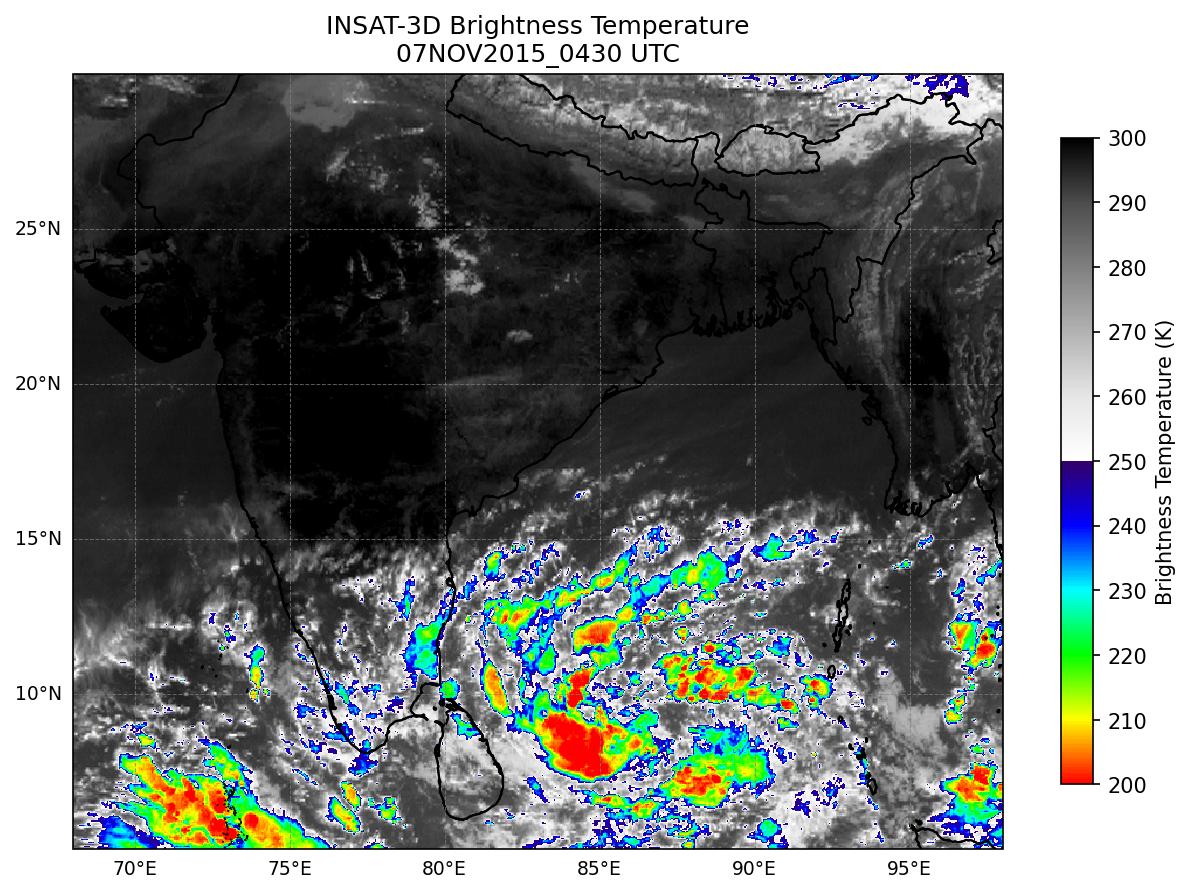 INSAT-3D Brightness Temperature
07NOV2015_0430 UTC
25°N
20°N
15°N
10°N
70°E
75°E
80°E
85°E
90°E
95°E
300
290
280
270
260
250
240
230
220
210
200
Brightness Temperature (K)